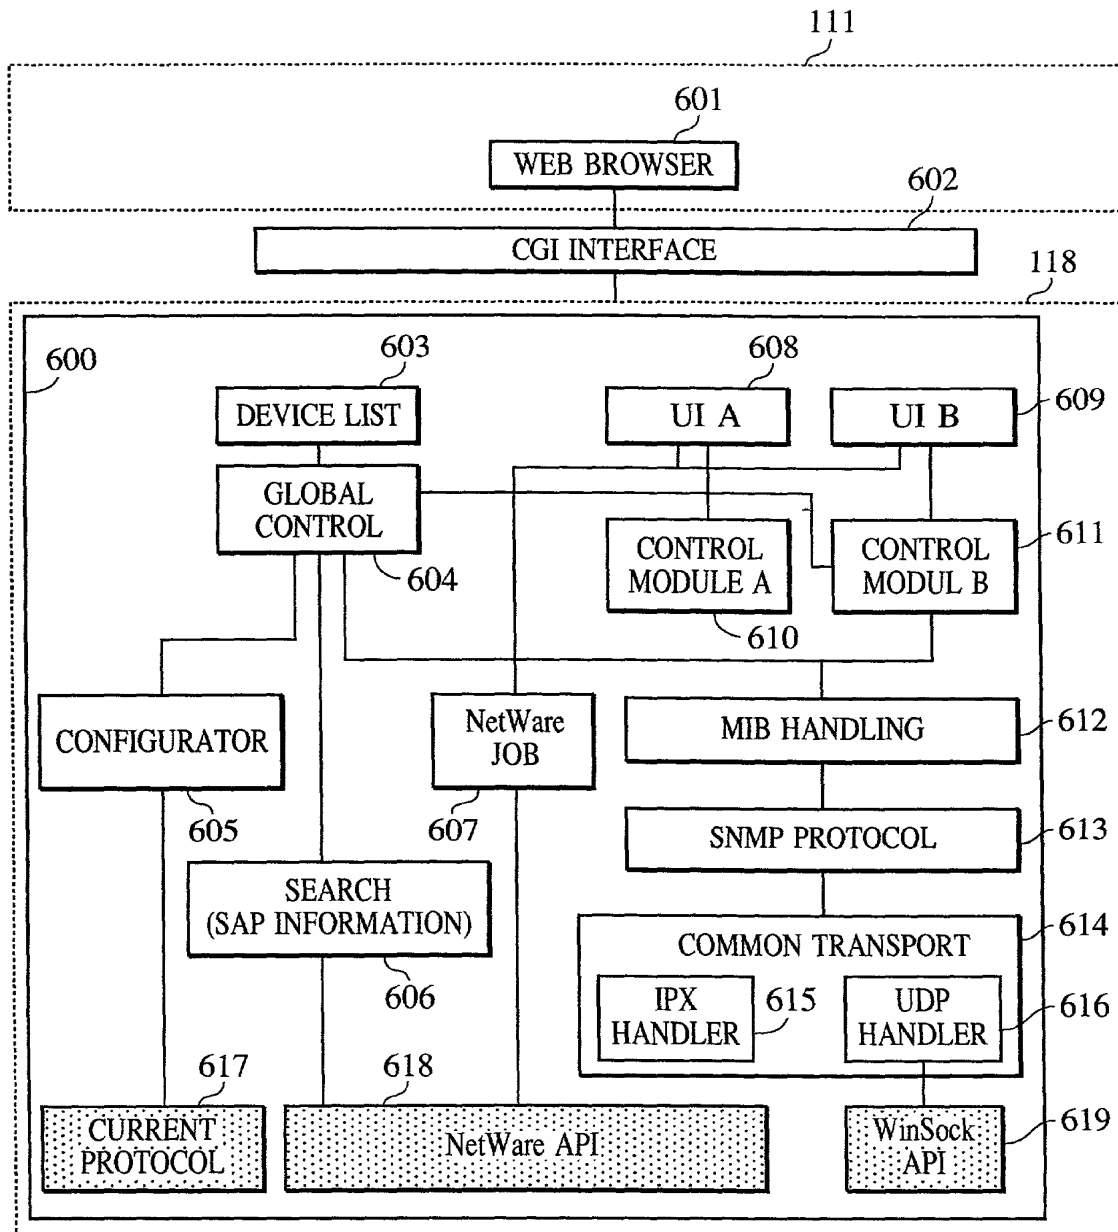 111
601
WEB BROWSER
602
CGI INTERFACE
118
600
603
608
609
DEVICE LIST
UI A
UI B
GLOBAL
CONTROL
604
CONTROL
MODULE A
610
CONTROL
MODUL B
611
CONFIGURATOR
605
NetWare
JOB
607
MIB HANDLING
612
SNMP PROTOCOL
613
SEARCH
(SAP INFORMATION)
606
COMMON TRANSPORT
614
IPX
HANDLER
615
UDP
HANDLER
616
617
618
CURRENT
PROTOCOL
NetWare API
WinSock
API
619